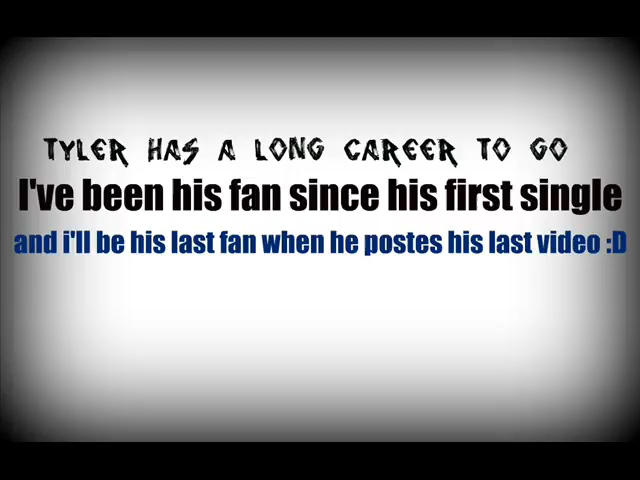 TYLER HAS A LONG CAREER TO GO
I've been his fan since his first single
and i'll be his last fan when he postes his last video :D